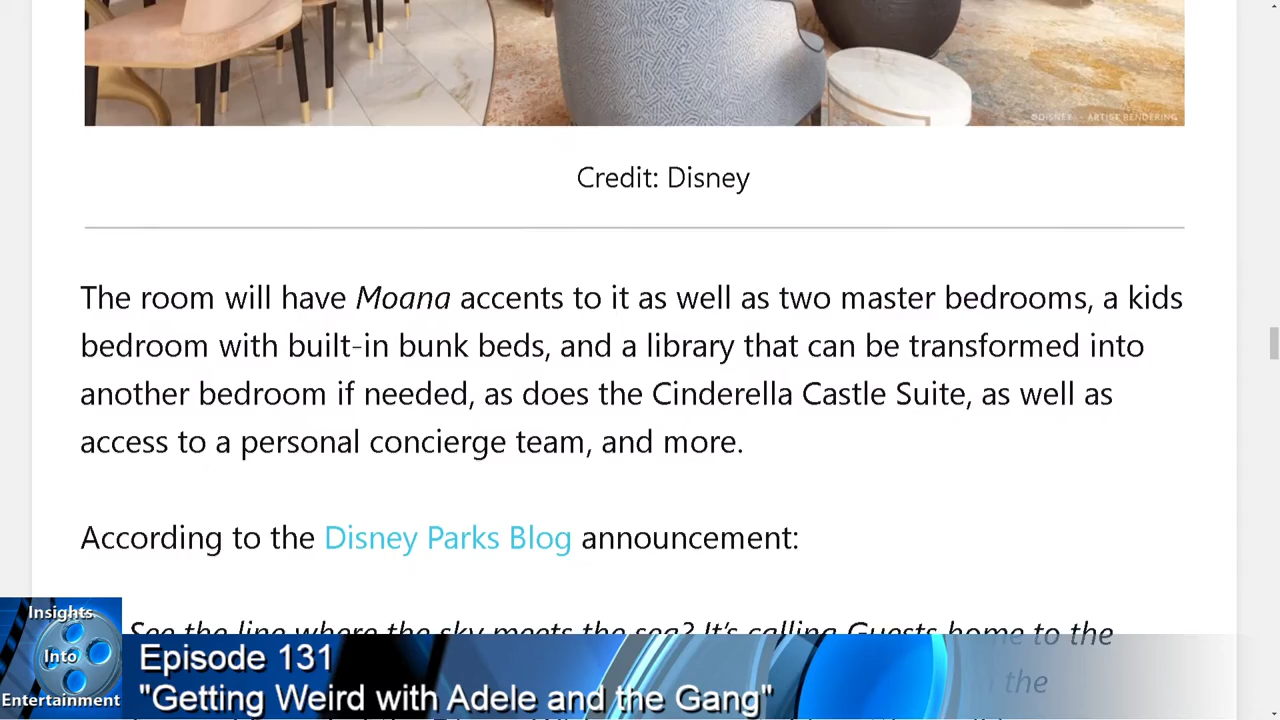 ©DISNEY - ARTIST RENDERING
Credit: Disney
The room will have Moana accents to it as well as two master bedrooms, a kids
bedroom with built-in bunk beds, and a library that can be transformed into
another bedroom if needed, as does the Cinderella Castle Suite, as well as
access to a personal concierge team, and more.
According to the Disney Parks Blog announcement:
See the line where the sky meets the sea? It's calling Guests home to the
the
Insights
Into
Entertainment
Episode 131
"Getting Weird with Adele and the Gang"